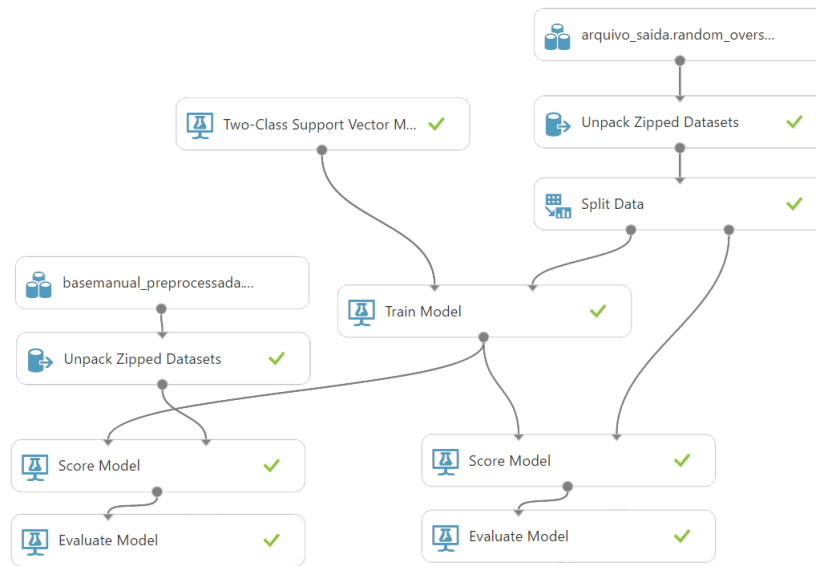 arquivo_saida.random_overs...
Two-Class Support Vector M...
Unpack Zipped Datasets
Split Data
basemanual_preprocessada....
Train Model
Unpack Zipped Datasets
Score Model
Score Model
Evaluate Model
Evaluate Model